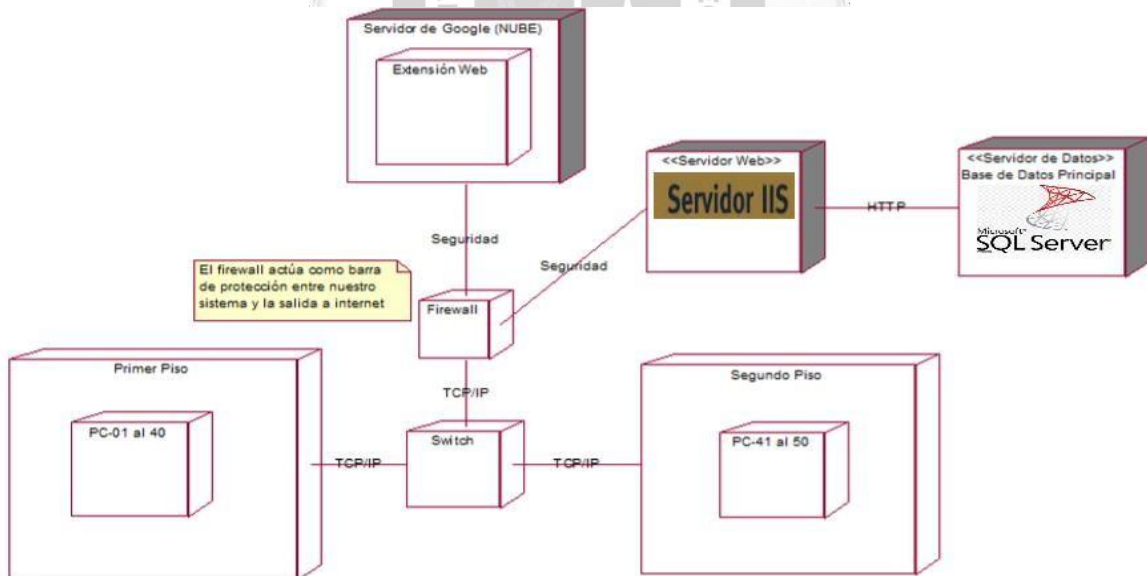 Servidor de Google (NUBE)
Extensión Web
<<Servidor Web>>
Servidor IIS
HTTP
<<Servidor de Datos>>
Base de Datos Principal
Microsoft
SQL Server
Seguridad
Seguridad
El firewall actúa como barra
de protección entre nuestro
sistema y la salida a internet
Firewall
TCP/IP
Primer Piso
PC-01 al 40
TCP/IP
Switch
TCP/IP
Segundo Piso
PC-41 al 50